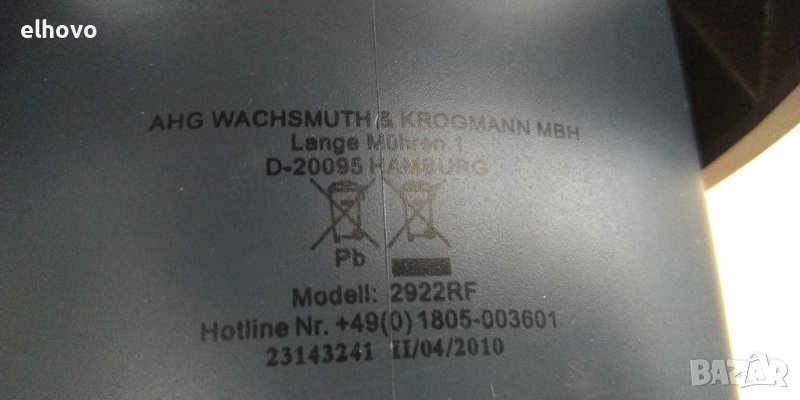 elhovo
AHG WACHSMUTH & KROGMANN MBH
Lange Mühren 1
D-20095 HAMBURG
Pb
Modell: 2922RF
Hotline Nr. +49(0)1805-003601
23143241 II/04/2010
BAZAR